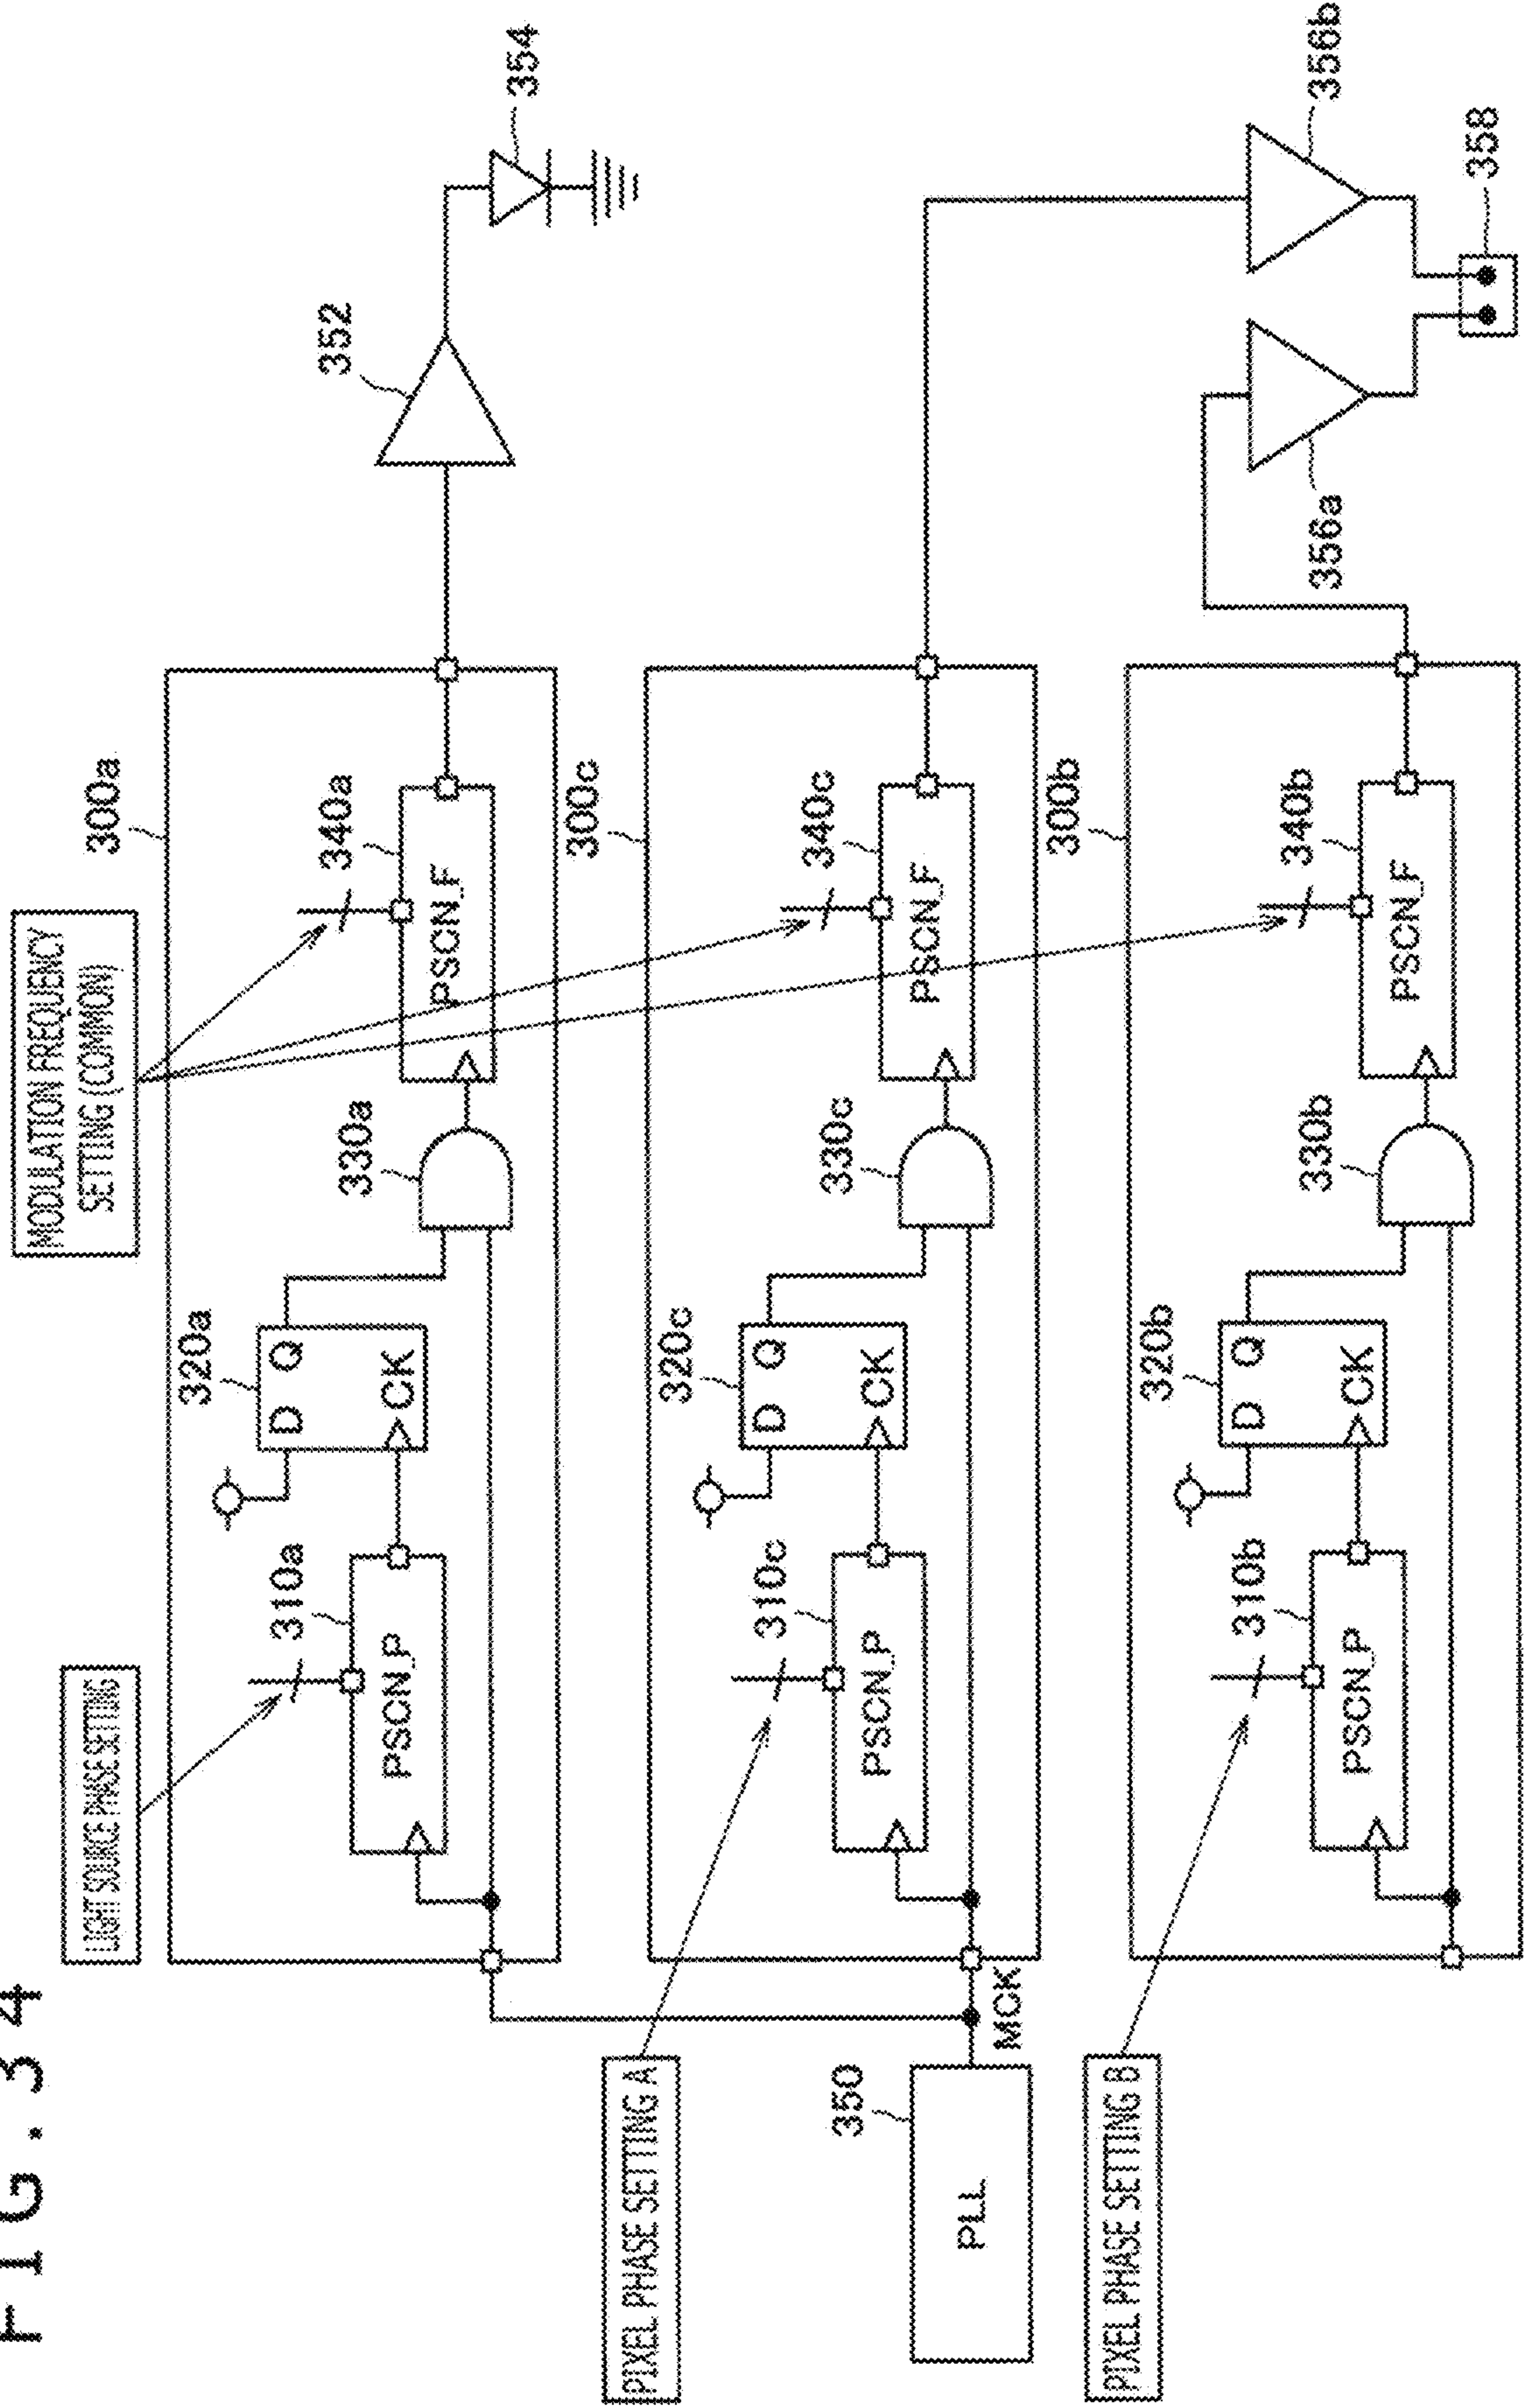 FIG. 34
MODULATION FREQUENCY
SETTING (COMMON)
LIGHT SOURCE PHASE SETTING
300a
310a
PSCN_P
320a
D Q
CK
330a
340a
PSCN_F
352
354
PIXEL PHASE SETTING A
300c
310c
PSCN_P
320c
D Q
CK
330c
340c
PSCN_F
350
PLL
MCK
PIXEL PHASE SETTING B
300b
310b
PSCN_P
320b
D Q
CK
330b
340b
PSCN_F
356a
356b
358